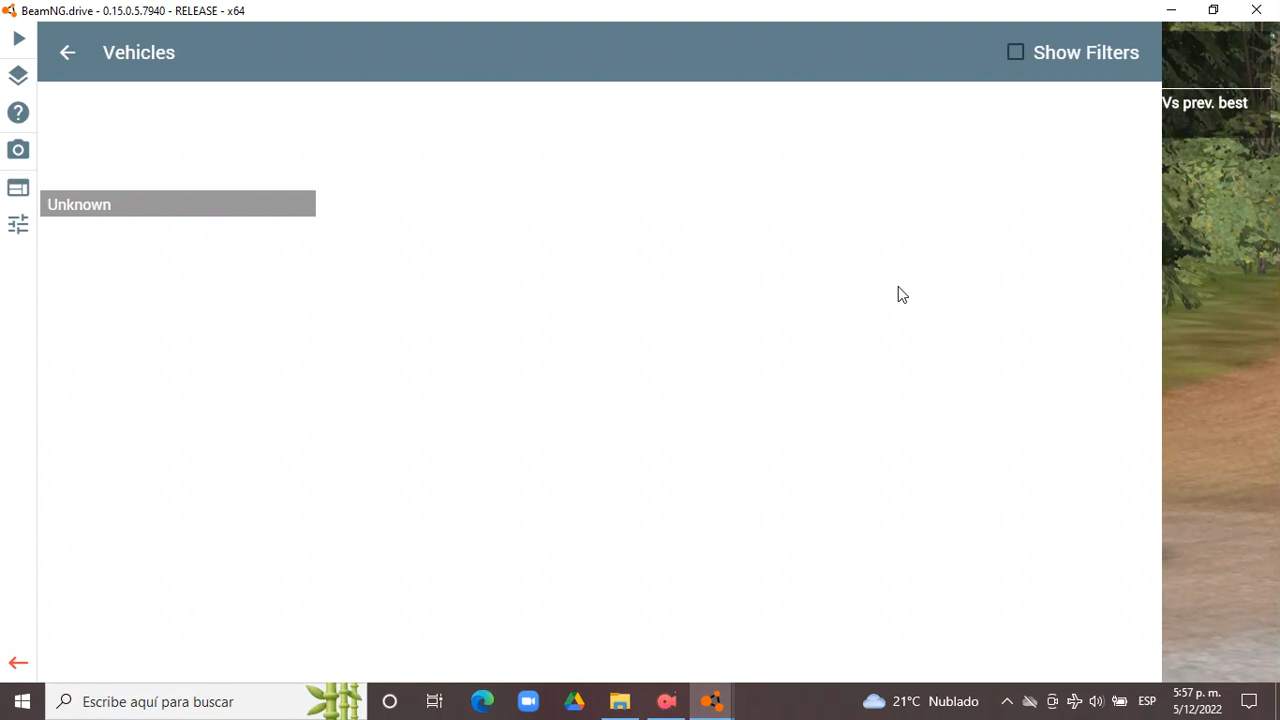 BeamNG.drive - 0.15.0.5.7940 - RELEASE - x64
Vehicles
Show Filters
Vs prev. best
Unknown
Escribe aquí para buscar
21°C Nublado
ESP
5:57 p. m.
5/12/2022